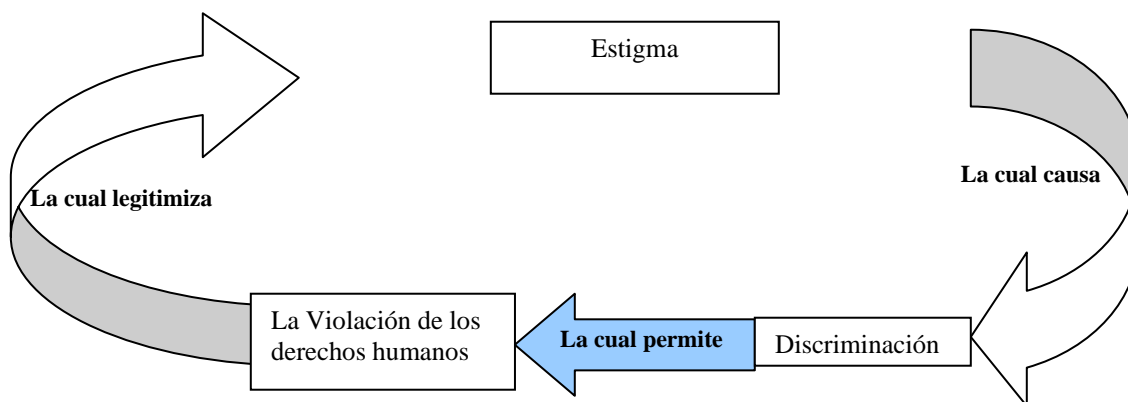 Estigma
La cual causa
La cual legitimiza
La Violación de los
derechos humanos
La cual permite
Discriminación